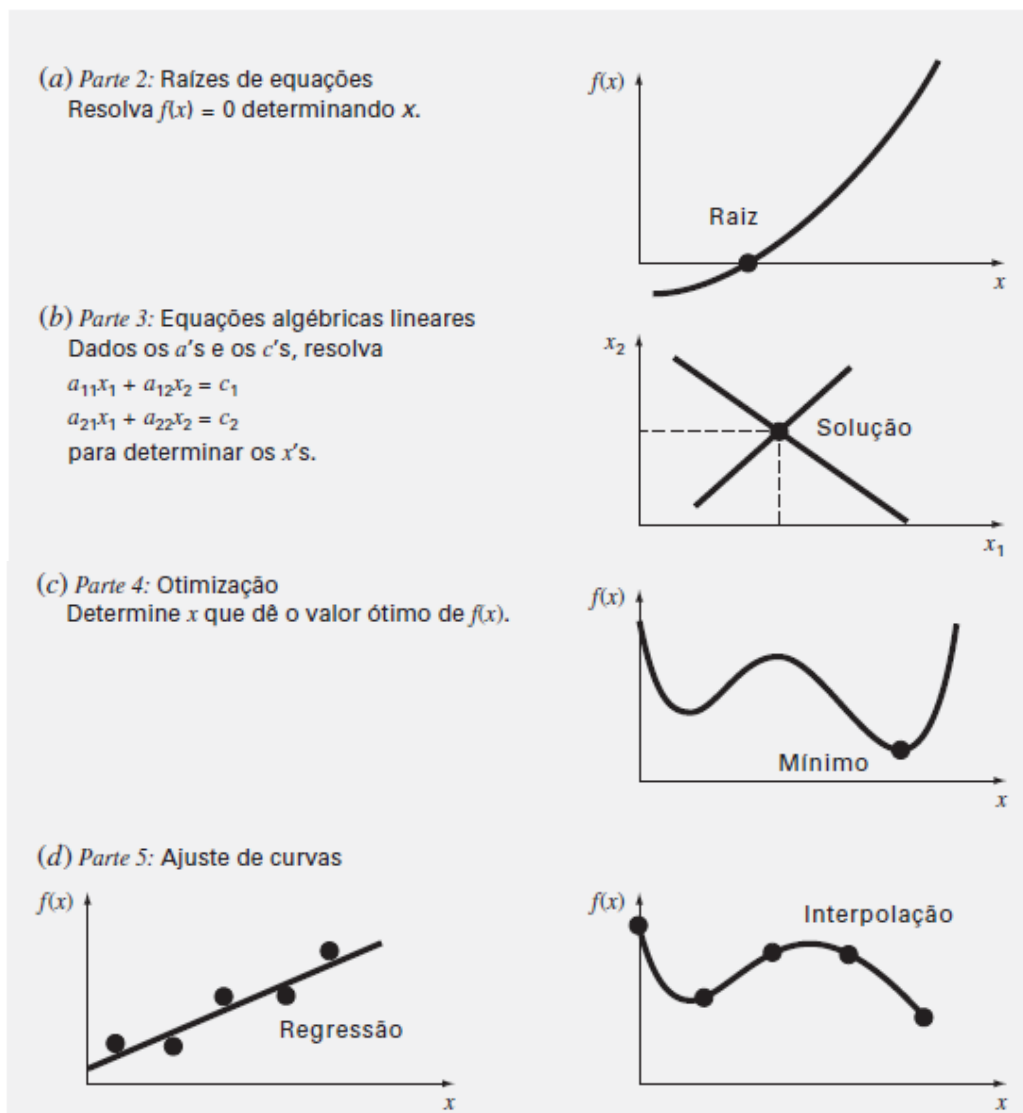 (a) Parte 2: Raízes de equações
Resolva f(x) = 0 determinando x.
f(x)
Raiz
x
(b) Parte 3: Equações algébricas lineares
Dados os a's e os c's, resolva
a₁₁x₁ + a₁₂x₂ = c₁
a₂₁x₁ + a₂₂x₂ = c₂
para determinar os x's.
x₂
Solução
x₁
(c) Parte 4: Otimização
Determine x que dê o valor ótimo de f(x).
f(x)
Mínimo
x
(d) Parte 5: Ajuste de curvas
f(x)
Regressão
x
f(x)
Interpolação
x